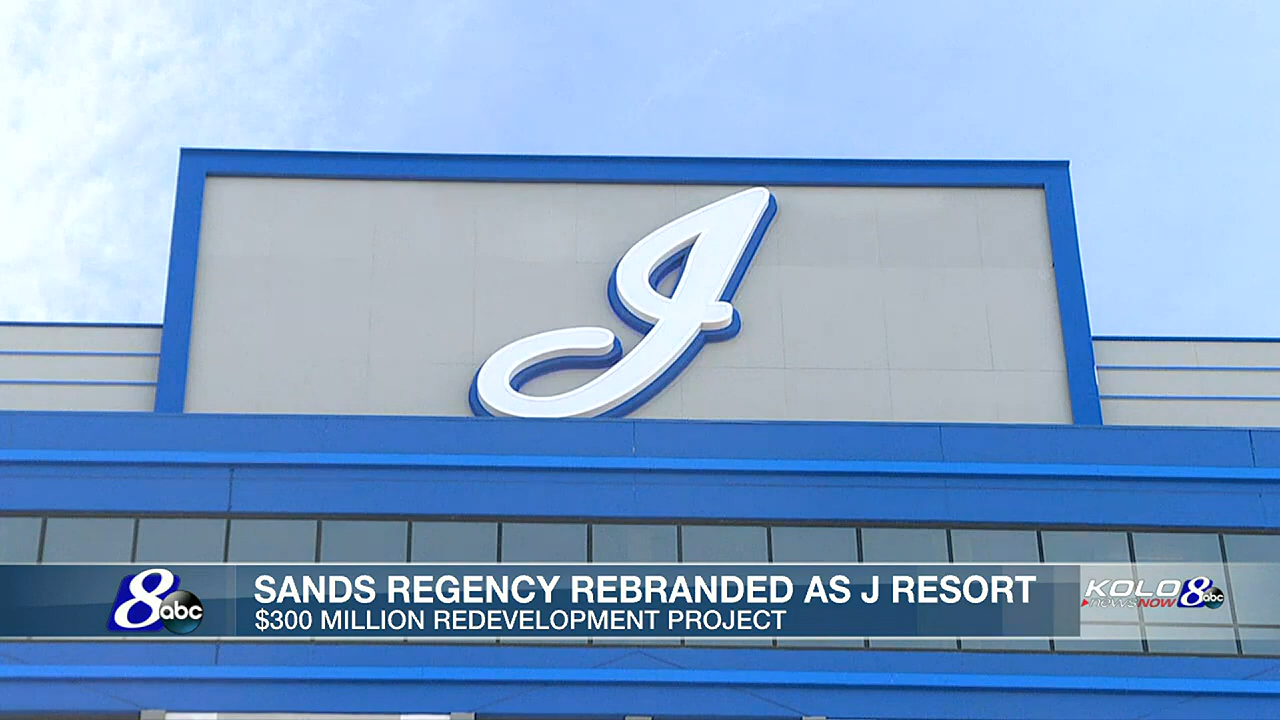 J
8 abc
SANDS REGENCY REBRANDED AS J RESORT
$300 MILLION REDEVELOPMENT PROJECT
KOLO 8 abc
NEWS NOW